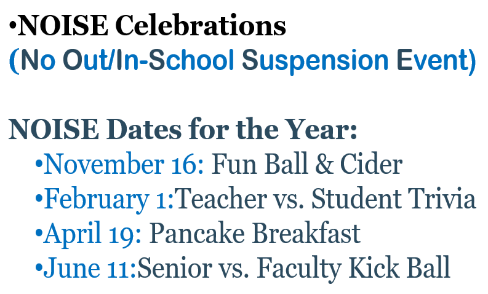 •NOISE Celebrations
(No Out/In-School Suspension Event)
NOISE Dates for the Year:
•November 16: Fun Ball & Cider
•February 1:Teacher vs. Student Trivia
•April 19: Pancake Breakfast
•June 11:Senior vs. Faculty Kick Ball